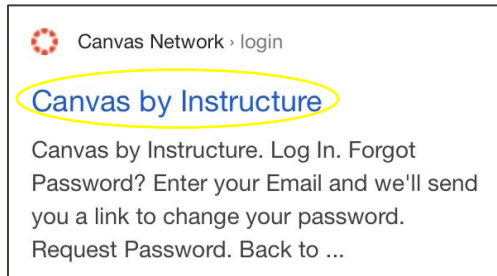 Canvas Network › login
Canvas by Instructure
Canvas by Instructure. Log In. Forgot
Password? Enter your Email and we'll send
you a link to change your password.
Request Password. Back to ...